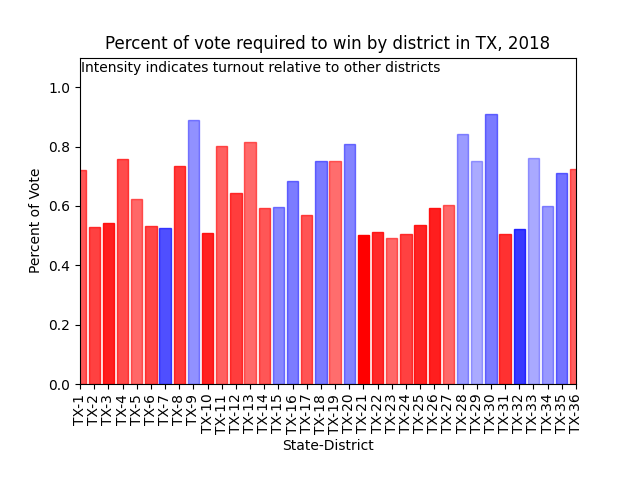 Percent of vote required to win by district in TX, 2018
Intensity indicates turnout relative to other districts
1.0
0.8
0.6
0.4
0.2
0.0
Percent of Vote
TX-1
TX-2
TX-3
TX-4
TX-5
TX-6
TX-7
TX-8
TX-9
TX-10
TX-11
TX-12
TX-13
TX-14
TX-15
TX-16
TX-17
TX-18
TX-19
TX-20
TX-21
TX-22
TX-23
TX-24
TX-25
TX-26
TX-27
TX-28
TX-29
TX-30
TX-31
TX-32
TX-33
TX-34
TX-35
TX-36
State-District